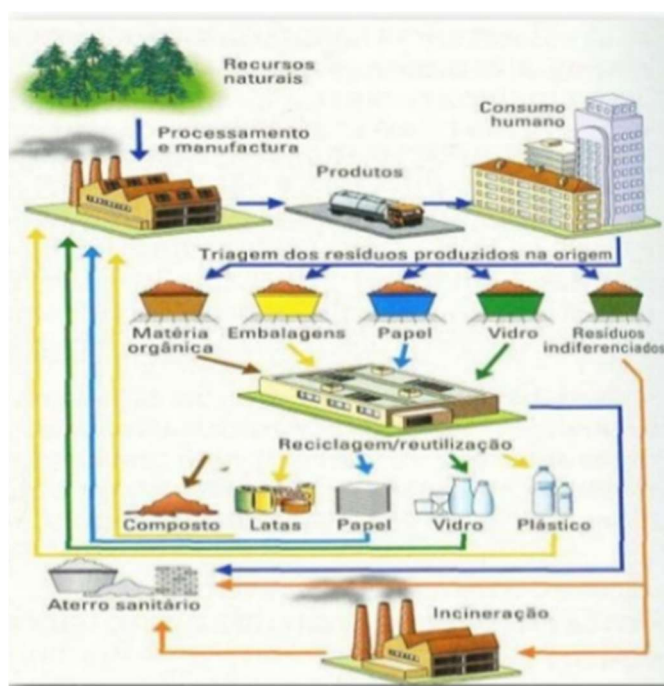 Recursos
naturais
Processamento
e manufactura
Produtos
Consumo
humano
Triagem dos resíduos produzidos na origem
Matéria
orgânica
Embalagens
Papel
Vidro
Resíduos
indiferenciados
Reciclagem/reutilização
Composto
Latas
Papel
Vidro
Plástico
Aterro sanitário
Incineração